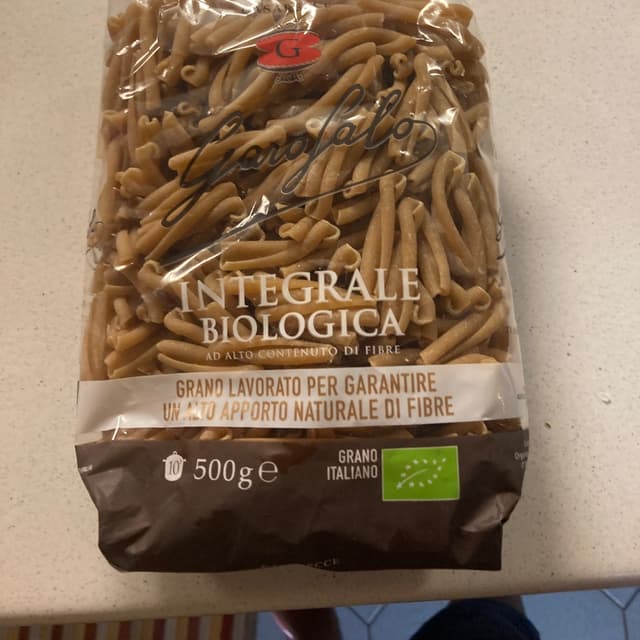 G
Garofalo
INTEGRALE
BIOLOGICA
AD ALTO CONTENUTO DI FIBRE
GRANO LAVORATO PER GARANTIRE
UN ALTO APPORTO NATURALE DI FIBRE
10'
500g e
GRANO
ITALIANO